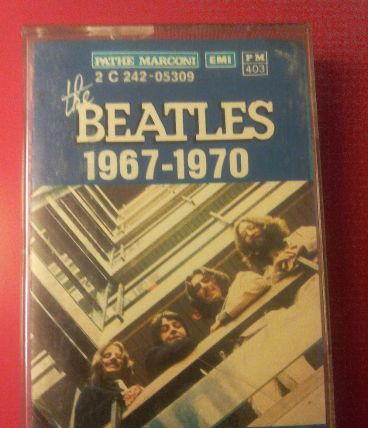 PATHE MARCONI EMI PM
2 C 242-05309 403
the
BEATLES
1967-1970